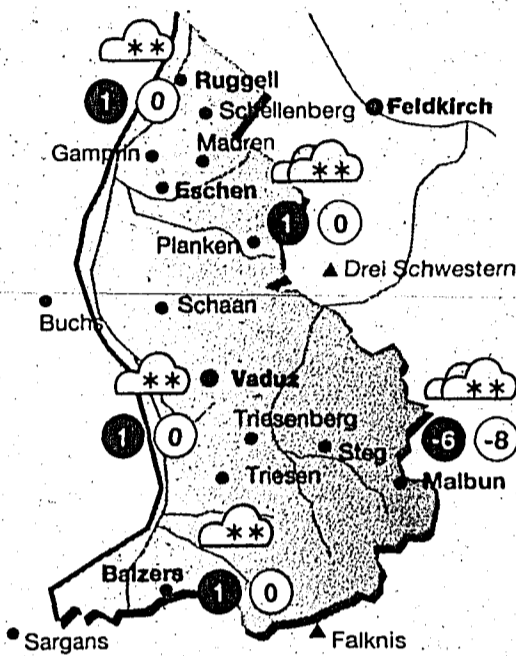 ** 
Ruggell
1 0
Schellenberg
Feldkirch
Mauren
Gamprin
**
Eschen
1 0
Planken
Drei Schwestern
Buchs
Schaan
**
Vaduz
**
Triesenberg
1 0
Steg
-6 -8
Triesen
Malbun
**
Balzers
1 0
Sargans
Falknis